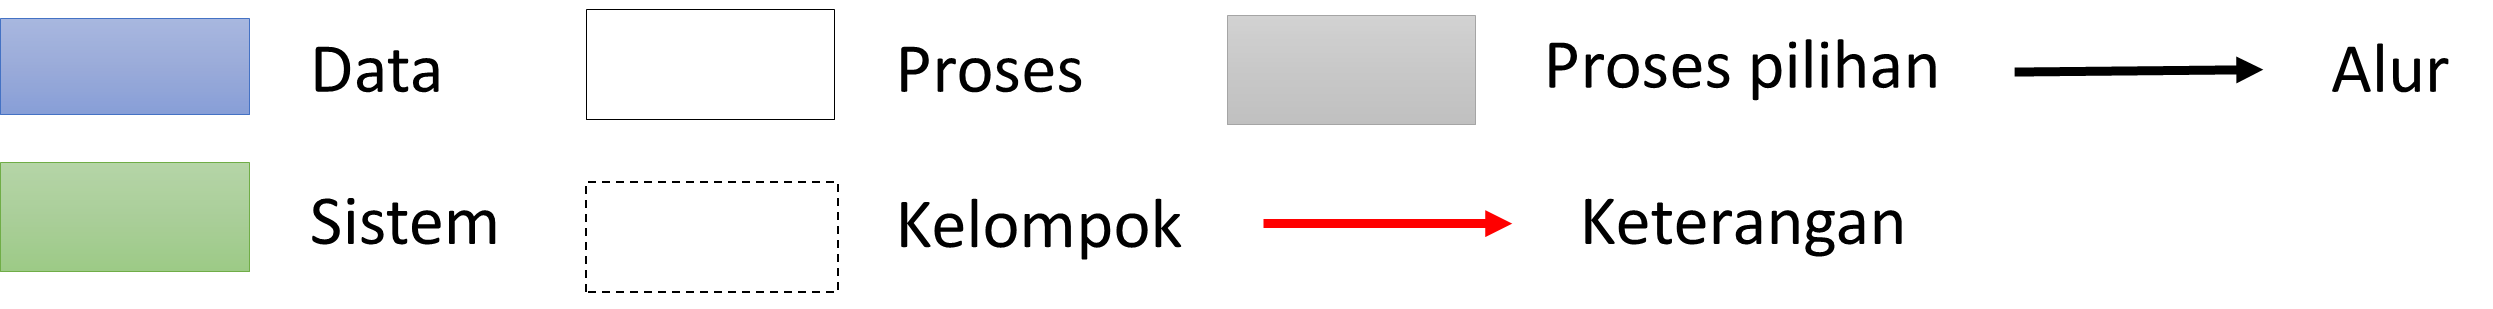 Data
Proses
Proses pilihan
Alur
Sistem
Kelompok
Keterangan